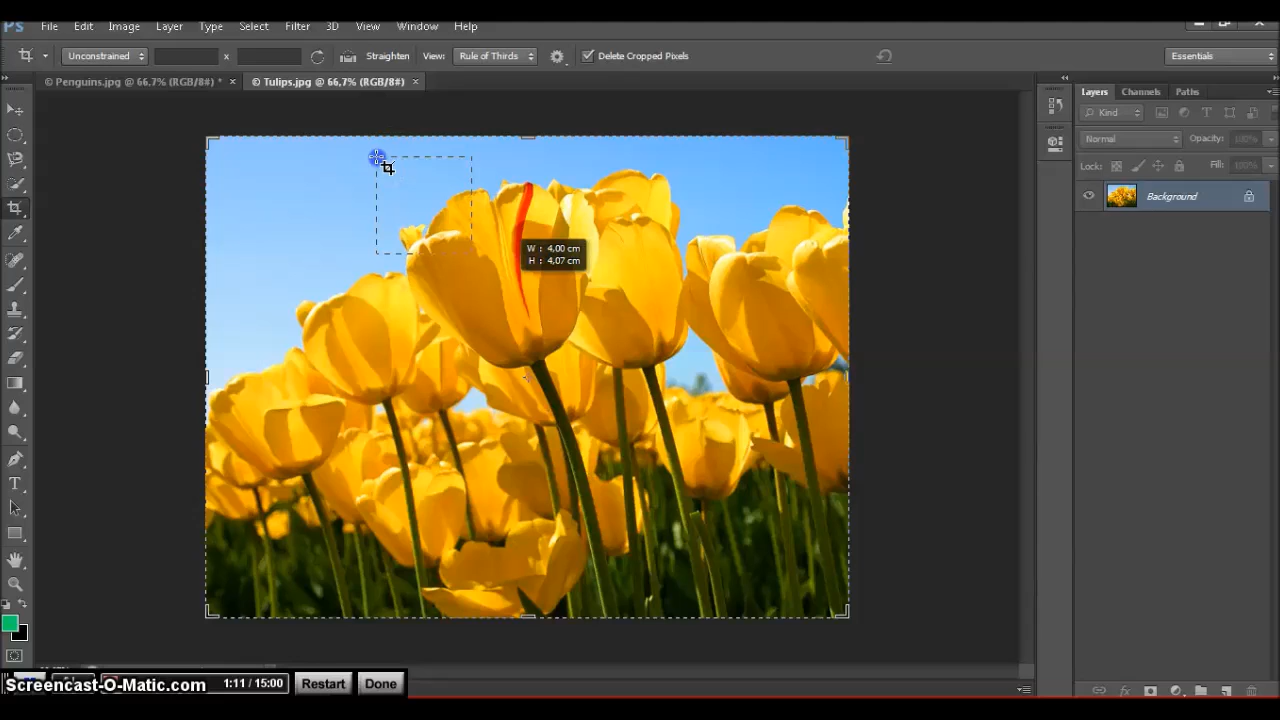 PS File Edit Image Layer Type Select Filter 3D View Window Help
Unconstrained x Straighten View: Rule of Thirds Delete Cropped Pixels Essentials
© Penguins.jpg @ 66,7% (RGB/8#) * × © Tulips.jpg @ 66,7% (RGB/8#) ×
Layers Channels Paths
Kind
Normal Opacity: 100%
Lock: Fill: 100%
Background
W : 4,00 cm
H : 4,07 cm
Screencast-O-Matic.com 1:11 / 15:00 Restart Done